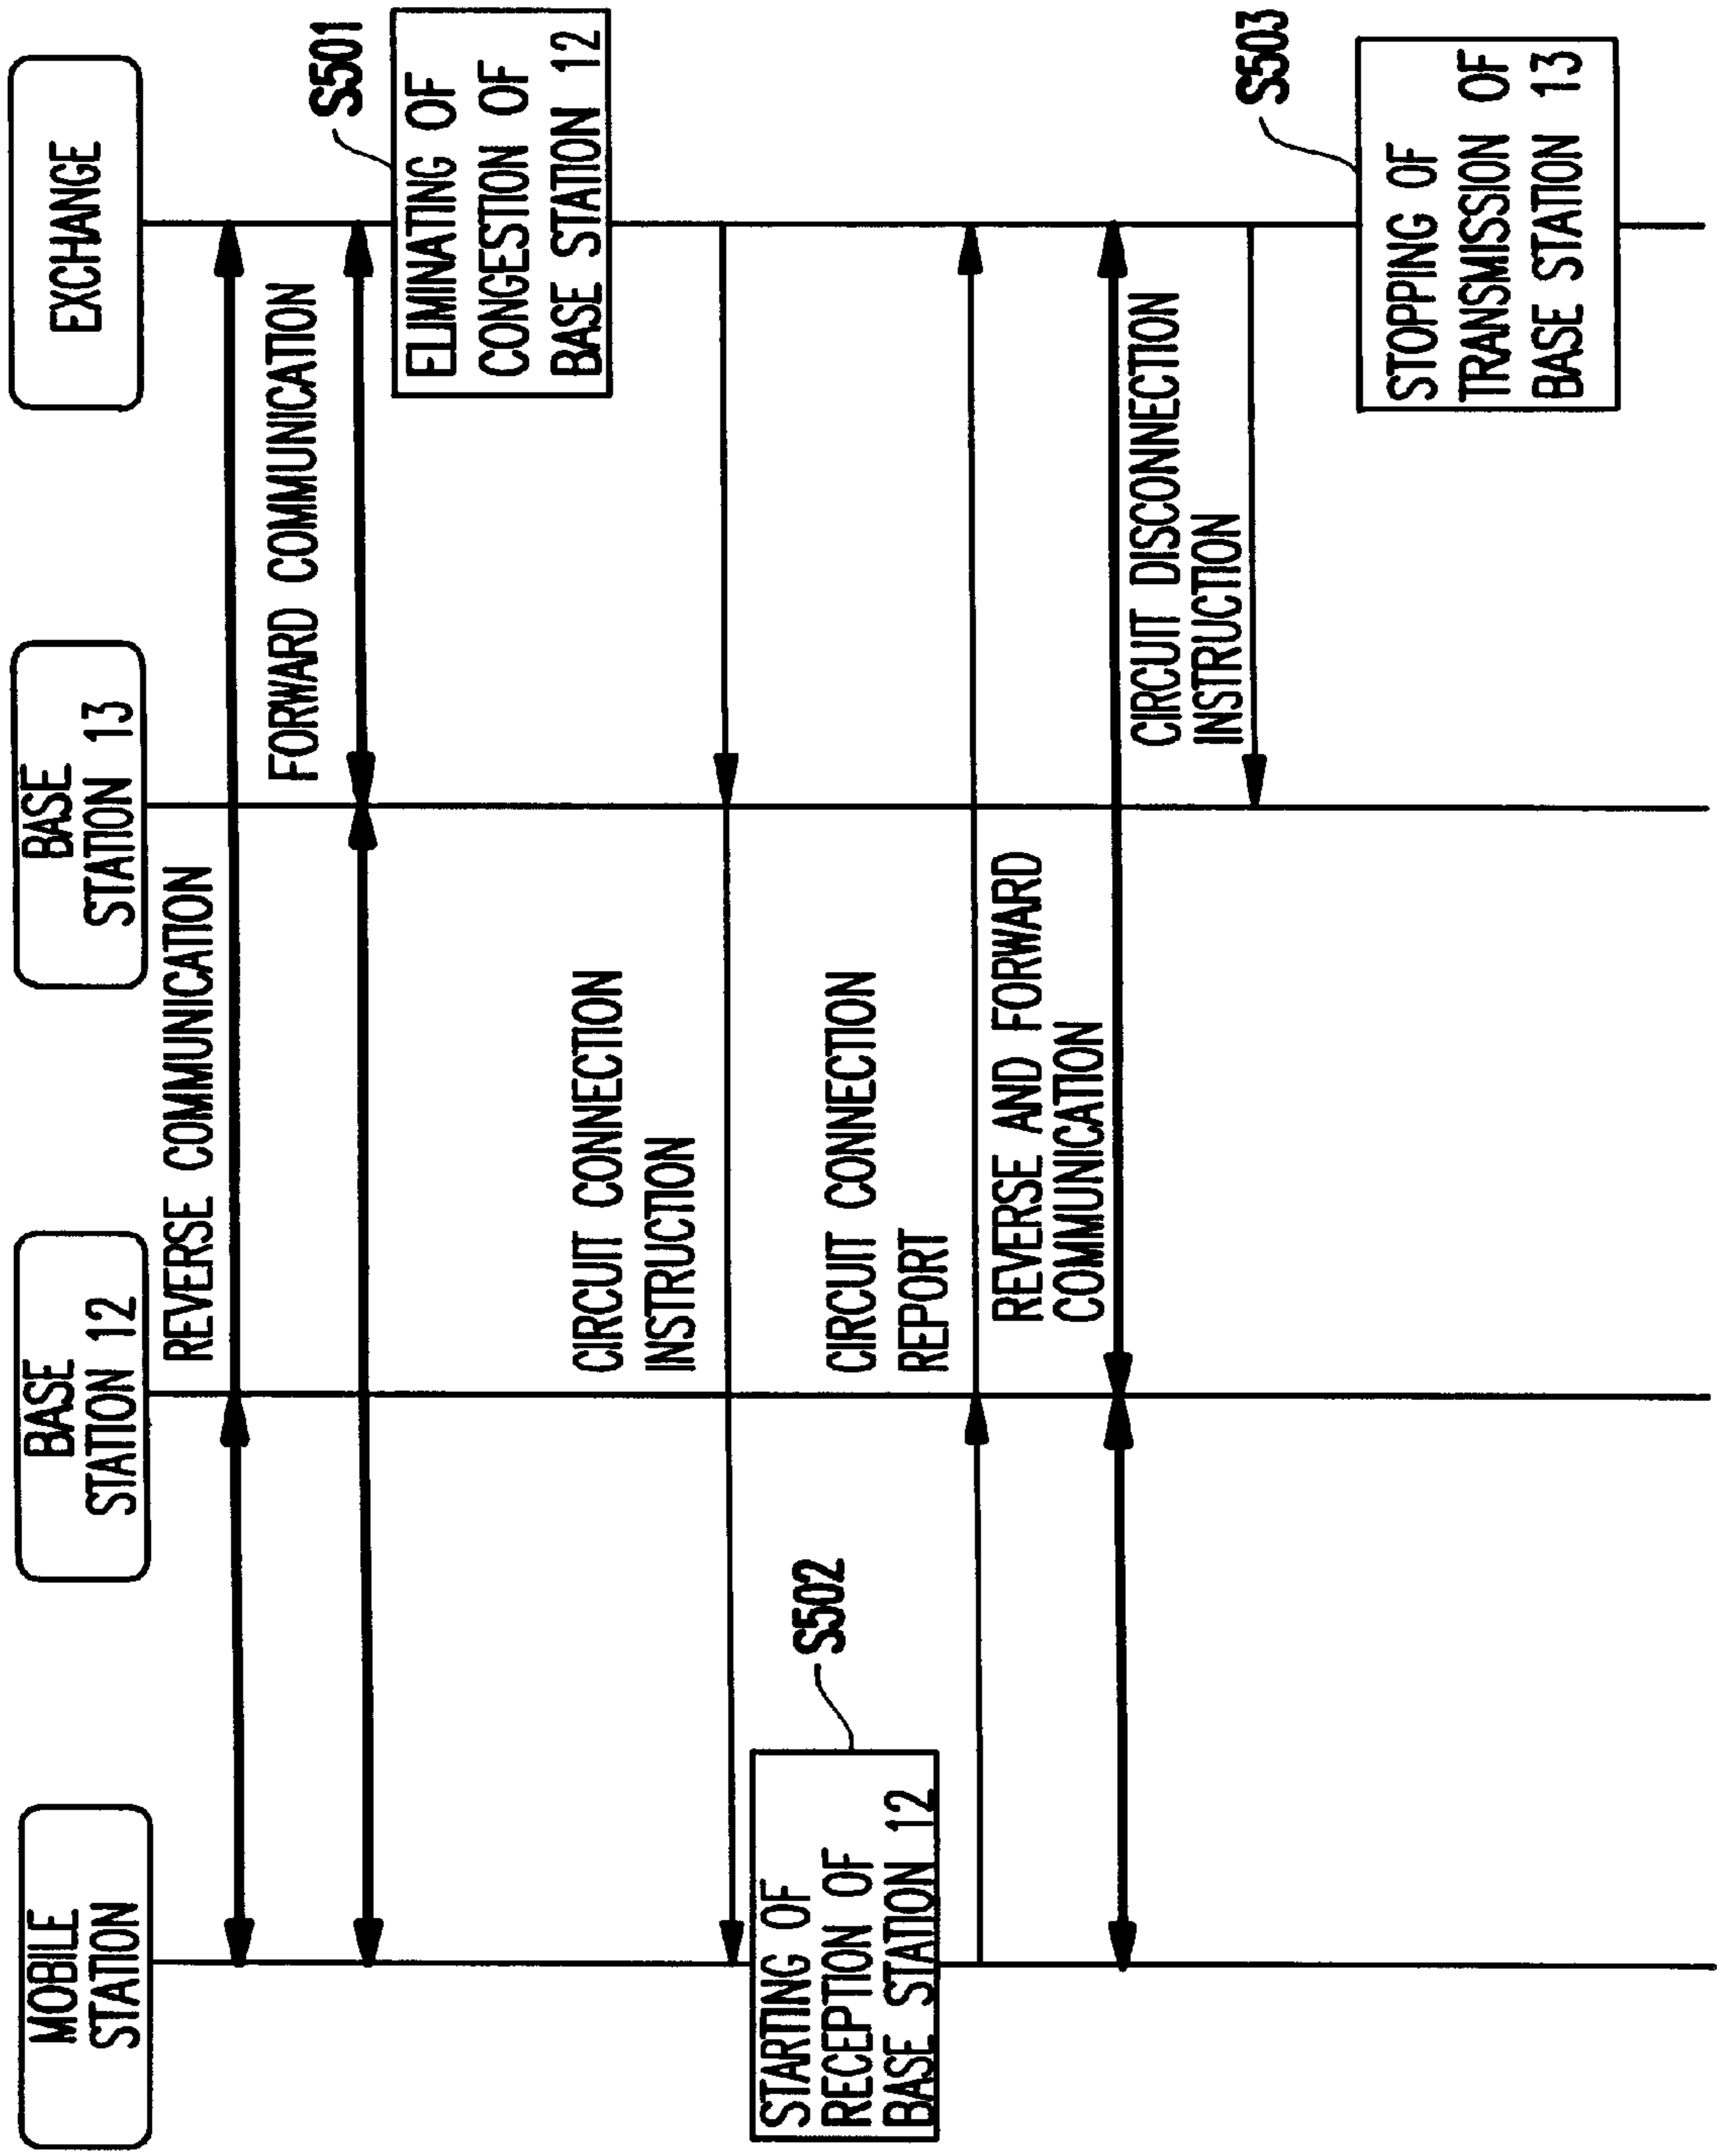 MOBILE
STATION
BASE
STATION 12
BASE
STATION 13
EXCHANGE
REVERSE COMMUNICATION
FORWARD COMMUNICATION
S501
ELIMINATING OF
CONGESTION OF
BASE STATION 12
CIRCUIT CONNECTION
INSTRUCTION
S502
STARTING OF
RECEPTION OF
BASE STATION 12
CIRCUIT CONNECTION
REPORT
REVERSE AND FORWARD
COMMUNICATION
CIRCUIT DISCONNECTION
INSTRUCTION
S503
STOPPING OF
TRANSMISSION OF
BASE STATION 13